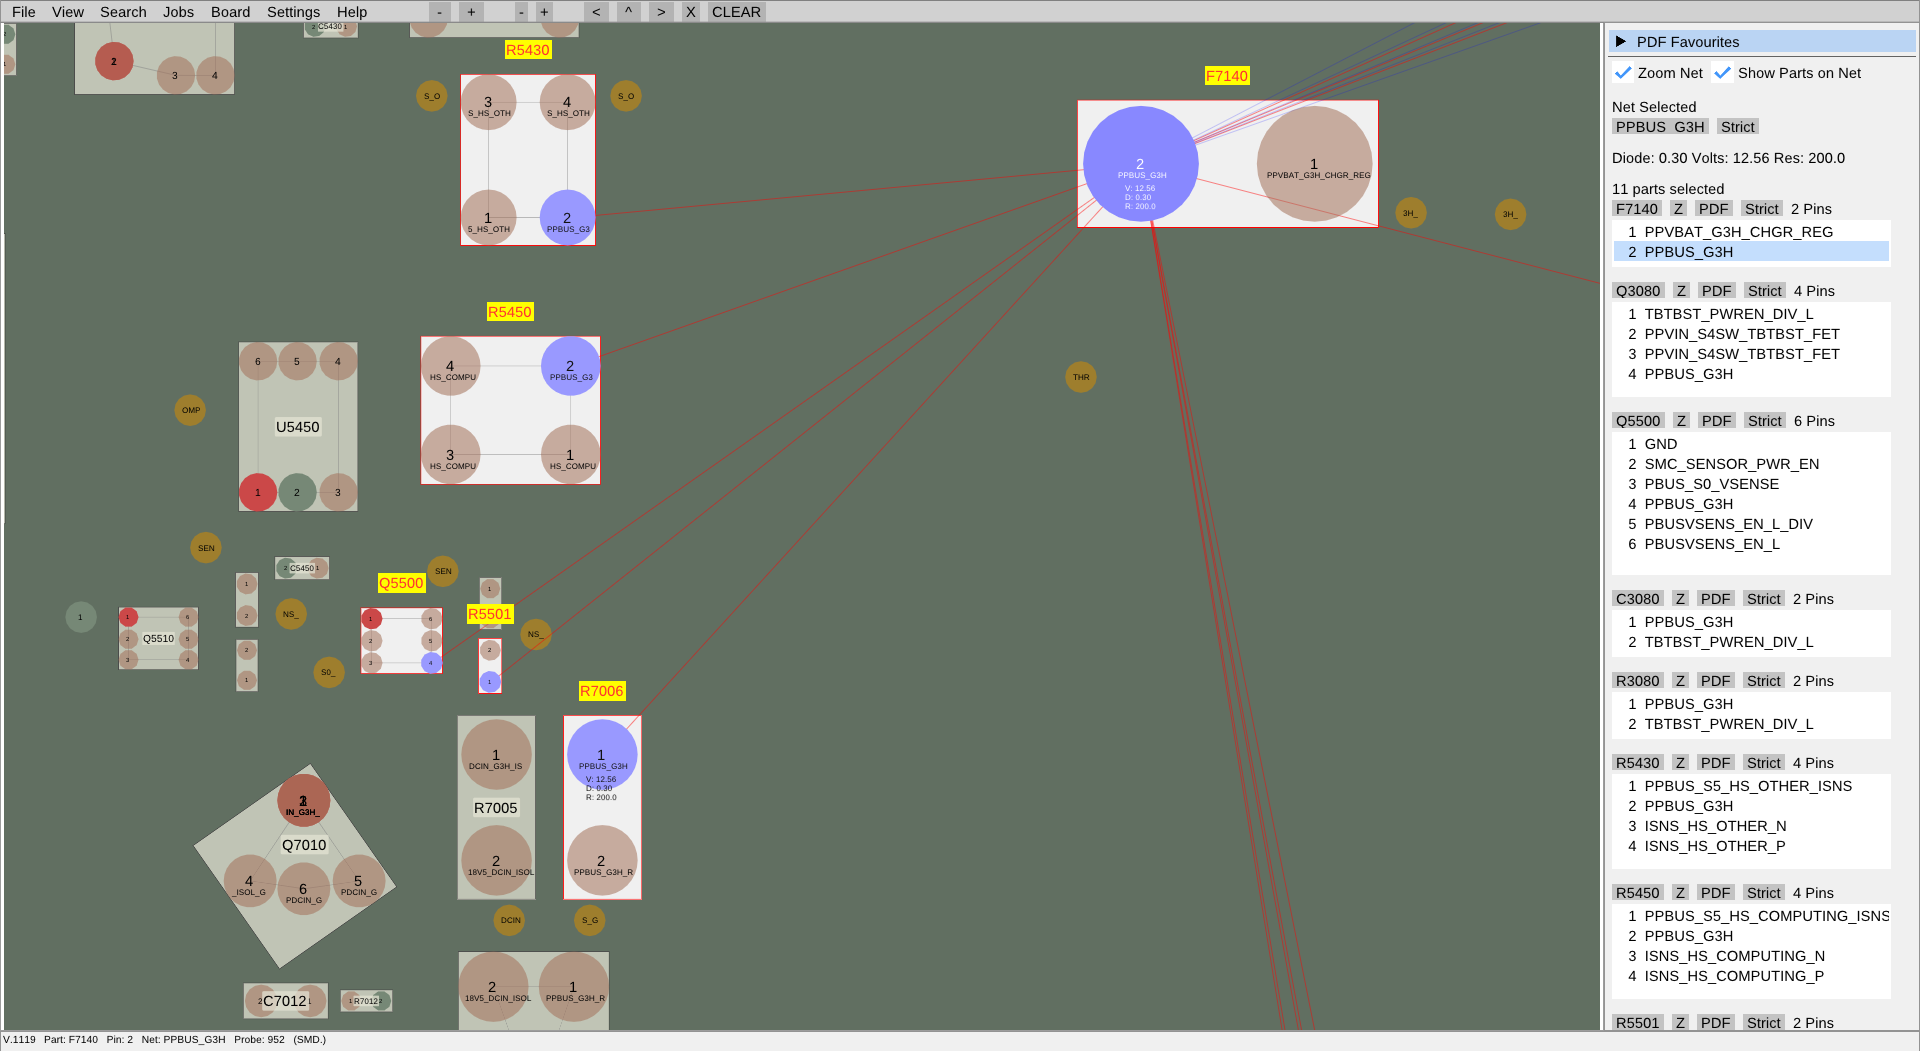 File View Search Jobs Board Settings Help - + - + < ^ > X CLEAR
PDF Favourites
Zoom Net Show Parts on Net
Net Selected
PPBUS_G3H Strict
Diode: 0.30 Volts: 12.56 Res: 200.0
11 parts selected
F7140 Z PDF Strict 2 Pins
1 PPVBAT_G3H_CHGR_REG
2 PPBUS_G3H
Q3080 Z PDF Strict 4 Pins
1 TBTBST_PWREN_DIV_L
2 PPVIN_S4SW_TBTBST_FET
3 PPVIN_S4SW_TBTBST_FET
4 PPBUS_G3H
Q5500 Z PDF Strict 6 Pins
1 GND
2 SMC_SENSOR_PWR_EN
3 PBUS_S0_VSENSE
4 PPBUS_G3H
5 PBUSVSENS_EN_L_DIV
6 PBUSVSENS_EN_L
C3080 Z PDF Strict 2 Pins
1 PPBUS_G3H
2 TBTBST_PWREN_DIV_L
R3080 Z PDF Strict 2 Pins
1 PPBUS_G3H
2 TBTBST_PWREN_DIV_L
R5430 Z PDF Strict 4 Pins
1 PPBUS_S5_HS_OTHER_ISNS
2 PPBUS_G3H
3 ISNS_HS_OTHER_N
4 ISNS_HS_OTHER_P
R5450 Z PDF Strict 4 Pins
1 PPBUS_S5_HS_COMPUTING_ISNS
2 PPBUS_G3H
3 ISNS_HS_COMPUTING_N
4 ISNS_HS_COMPUTING_P
R5501 Z PDF Strict 2 Pins
2 C5430 1
3 4
R5430
S_O S_O
3 4
S_HS_OTH S_HS_OTH
1 2
5_HS_OTH PPBUS_G3
F7140
2 1
PPBUS_G3H PPVBAT_G3H_CHGR_REG
V: 12.56
D: 0.30
R: 200.0
3H_ 3H_
THR
R5450
4 2
HS_COMPU PPBUS_G3
3 1
HS_COMPU HS_COMPU
6 5 4
OMP
U5450
1 2 3
SEN
2 C5450 1
SEN
Q5500
R5501
1
1
2
NS_
NS_
1
1 6
2 Q5510 5
3 4
2
1
S0_
1 6
2 5
3 4
2
1
R7006
1 1
DCIN_G3H_IS PPBUS_G3H
V: 12.56
D: 0.30
R: 200.0
R7005
2 2
18V5_DCIN_ISOL PPBUS_G3H_R
IN_G3H_
Q7010
4 6 5
_ISOL_G PDCIN_G PDCIN_G
DCIN S_G
2 1
18V5_DCIN_ISOL PPBUS_G3H_R
2 C7012 1
1 R7012 2
V.1119 Part: F7140 Pin: 2 Net: PPBUS_G3H Probe: 952 (SMD.)